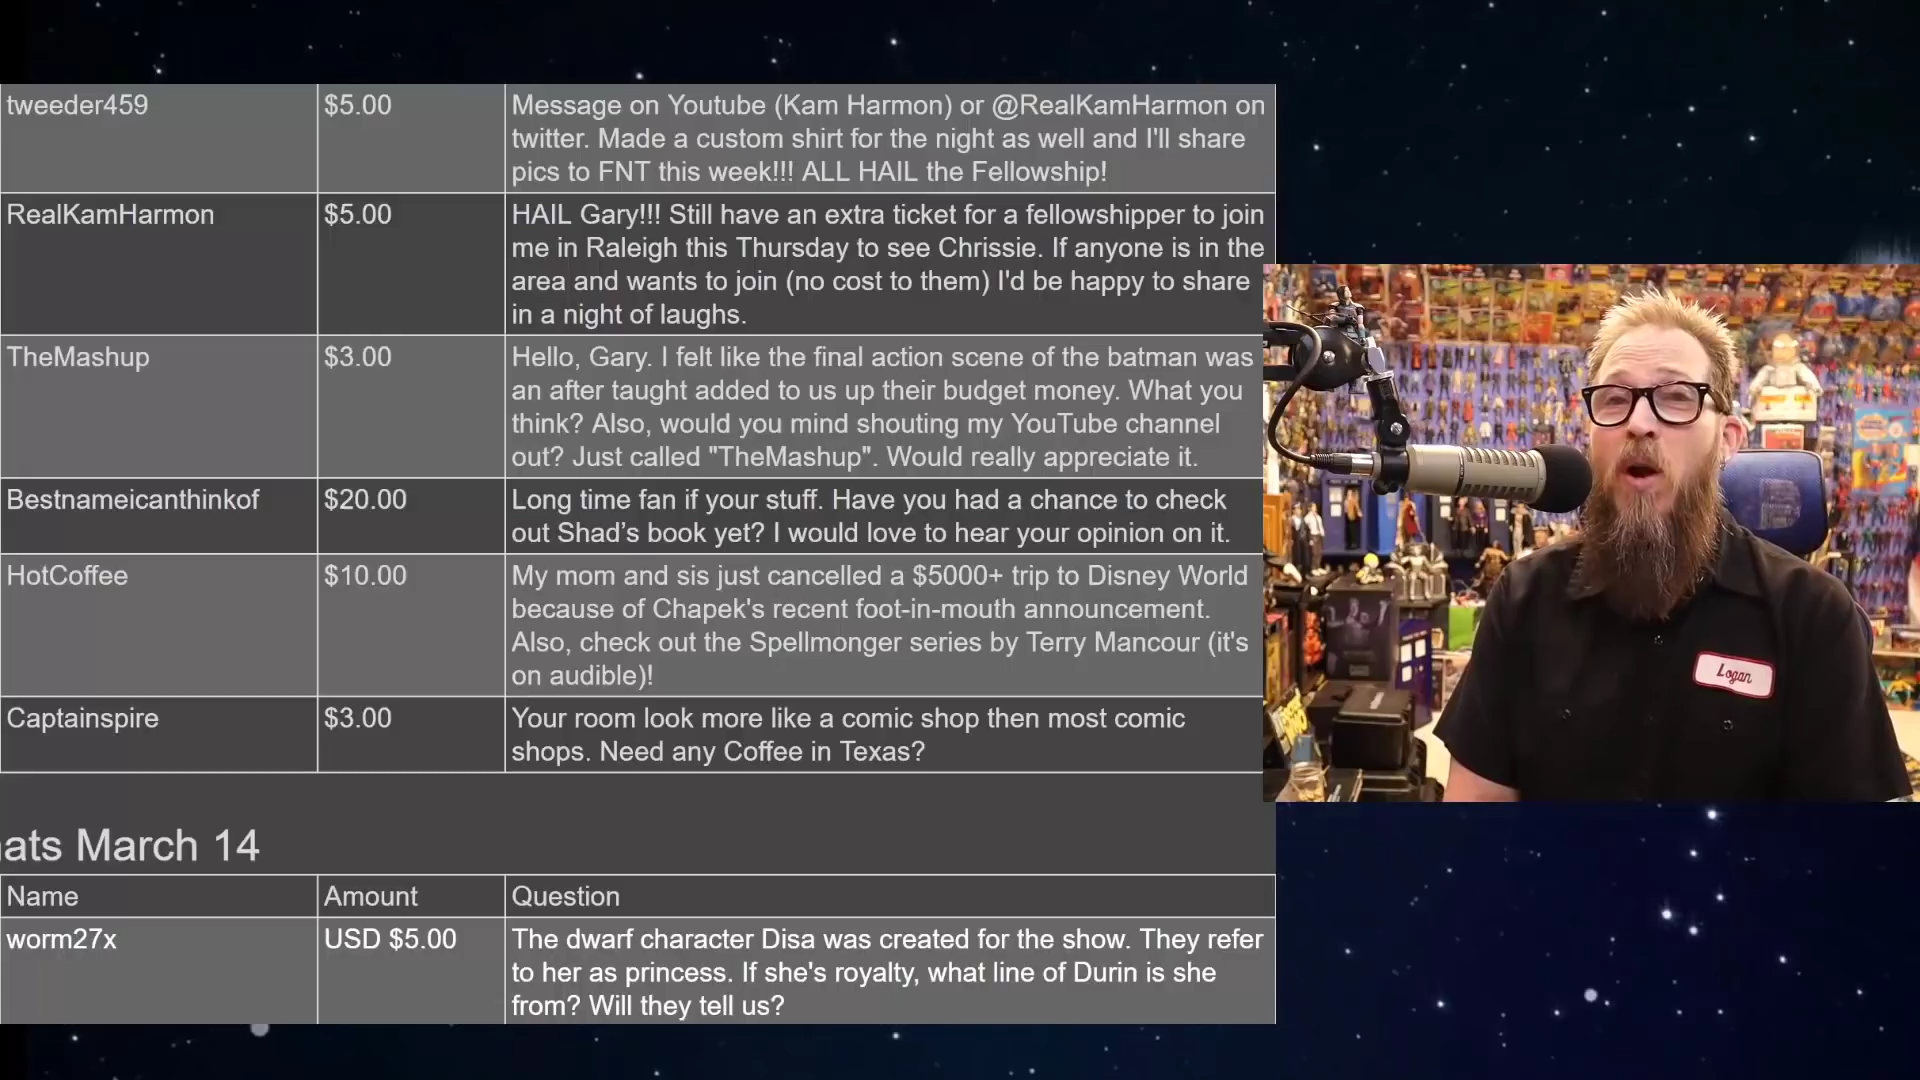 tweeder459
$5.00
Message on Youtube (Kam Harmon) or @RealKamHarmon on
twitter. Made a custom shirt for the night as well and I'll share
pics to FNT this week!!! ALL HAIL the Fellowship!
RealKamHarmon
$5.00
HAIL Gary!!! Still have an extra ticket for a fellowshipper to join
me in Raleigh this Thursday to see Chrissie. If anyone is in the
area and wants to join (no cost to them) I'd be happy to share
in a night of laughs.
TheMashup
$3.00
Hello, Gary. I felt like the final action scene of the batman was
an after taught added to us up their budget money. What you
think? Also, would you mind shouting my YouTube channel
out? Just called "TheMashup". Would really appreciate it.
Bestnameicanthinkof
$20.00
Long time fan if your stuff. Have you had a chance to check
out Shad’s book yet? I would love to hear your opinion on it.
HotCoffee
$10.00
My mom and sis just cancelled a $5000+ trip to Disney World
because of Chapek's recent foot-in-mouth announcement.
Also, check out the Spellmonger series by Terry Mancour (it's
on audible)!
Captainspire
$3.00
Your room look more like a comic shop then most comic
shops. Need any Coffee in Texas?
ats March 14
Name
Amount
Question
worm27x
USD $5.00
The dwarf character Disa was created for the show. They refer
to her as princess. If she's royalty, what line of Durin is she
from? Will they tell us?
Logan